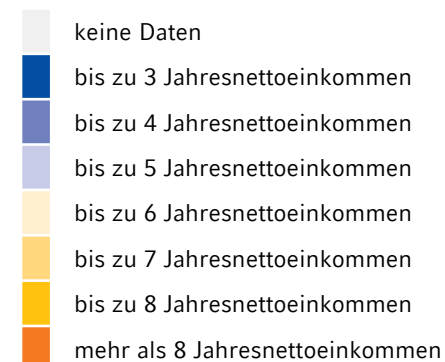 keine Daten
bis zu 3 Jahresnettoeinkommen
bis zu 4 Jahresnettoeinkommen
bis zu 5 Jahresnettoeinkommen
bis zu 6 Jahresnettoeinkommen
bis zu 7 Jahresnettoeinkommen
bis zu 8 Jahresnettoeinkommen
mehr als 8 Jahresnettoeinkommen